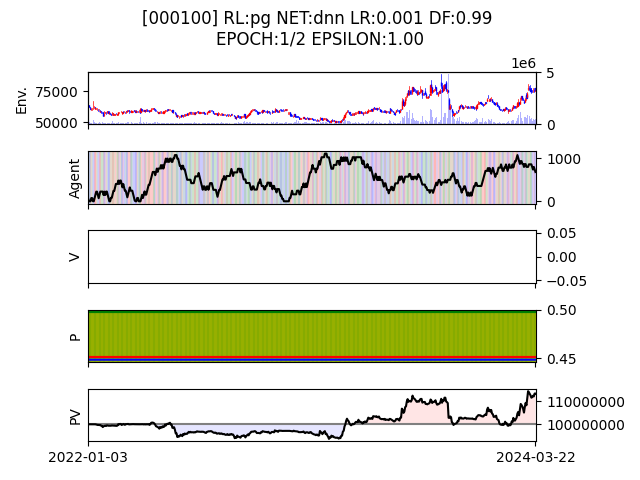 [000100] RL:pg NET:dnn LR:0.001 DF:0.99
EPOCH:1/2 EPSILON:1.00
1e6
Env.
75000
50000
5
0
Agent
1000
0
V
0.05
0.00
−0.05
P
0.50
0.45
PV
110000000
100000000
2022-01-03
2024-03-22